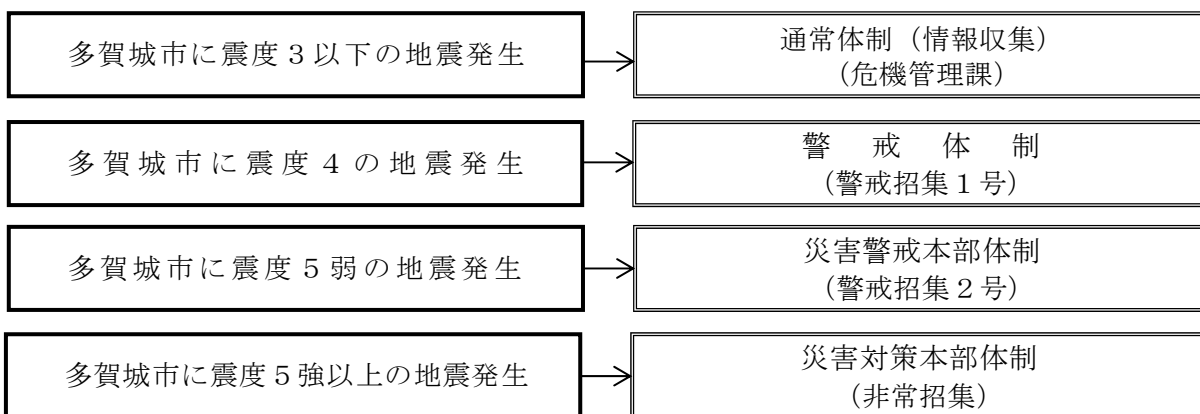 多賀城市に震度３以下の地震発生
通常体制（情報収集）
（危機管理課）
多賀城市に震度４の地震発生
警戒体制
（警戒招集１号）
多賀城市に震度５弱の地震発生
災害警戒本部体制
（警戒招集２号）
多賀城市に震度５強以上の地震発生
災害対策本部体制
（非常招集）